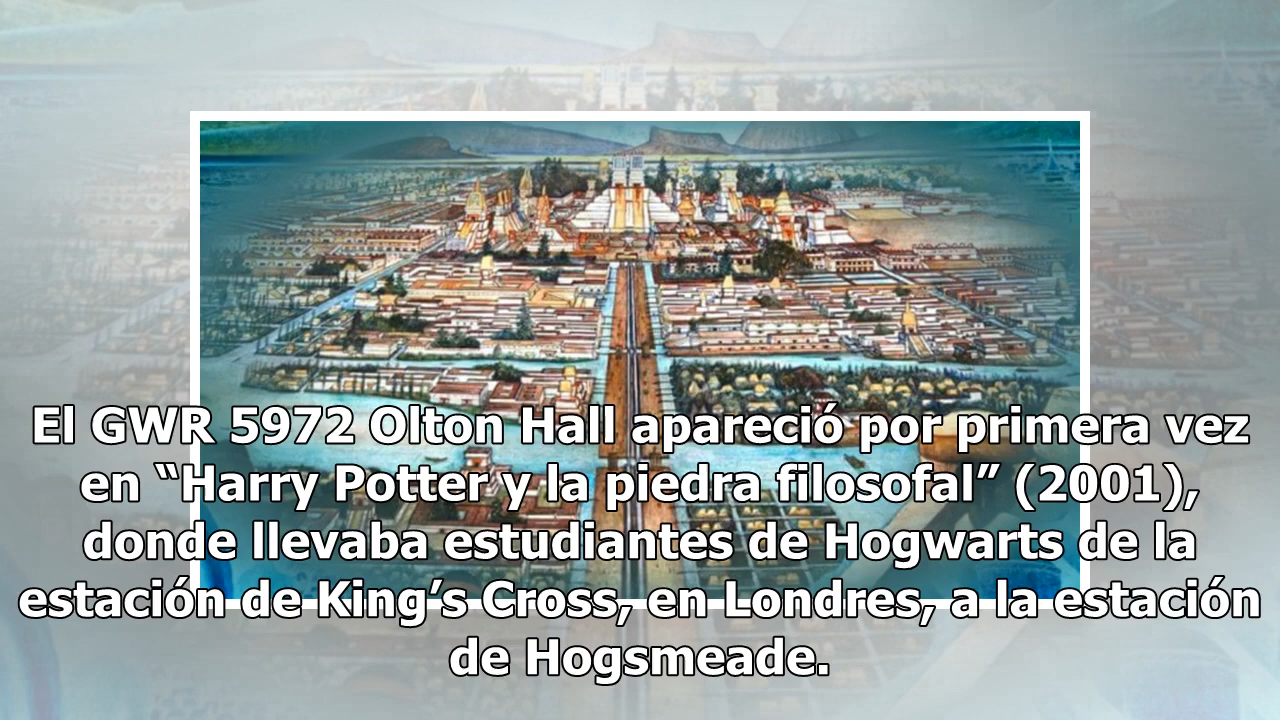 El GWR 5972 Olton Hall apareció por primera vez
en “Harry Potter y la piedra filosofal” (2001),
donde llevaba estudiantes de Hogwarts de la
estación de King’s Cross, en Londres, a la estación
de Hogsmeade.